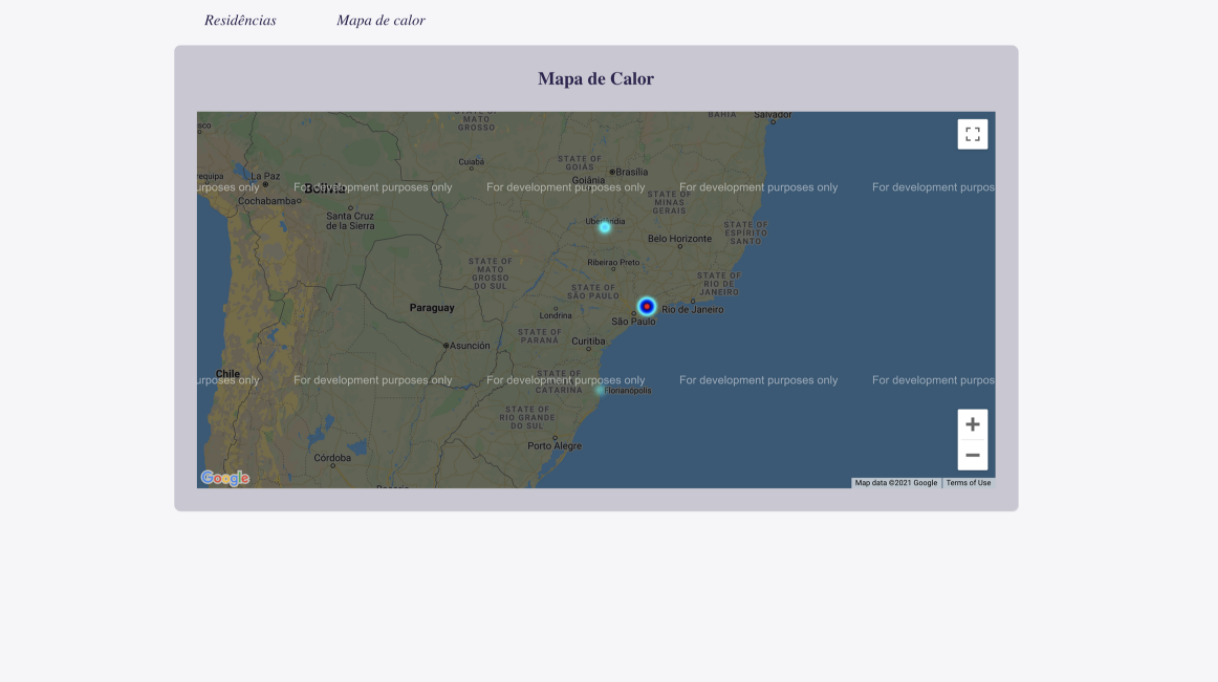 Residências
Mapa de calor
Mapa de Calor
MATO
GROSSO
BAHIA
Salvador
Cuiabá
STATE OF
GOIÁS
Brasília
Goiânia
La Paz
Bolivia
Cochabamba
urposes only
For development purposes only
For development purposes only
For development purposes only
For development purpos
STATE OF
MINAS
GERAIS
Santa Cruz
de la Sierra
Uberlandia
STATE OF
ESPÍRITO
SANTO
Belo Horizonte
STATE OF
MATO
GROSSO
DO SUL
Ribeirao Preto
STATE OF
RIO DE
JANEIRO
STATE OF
SÃO PAULO
Paraguay
Londrina
São Paulo
Rio de Janeiro
STATE OF
PARANÁ
Curitiba
Asunción
Chile
STATE OF
CATARINA
urposes only
For development purposes only
For development purposes only
For development purposes only
For development purpos
Florianópolis
STATE OF
RIO GRANDE
DO SUL
Porto Alegre
Córdoba
Google
Map data ©2021 Google
Terms of Use